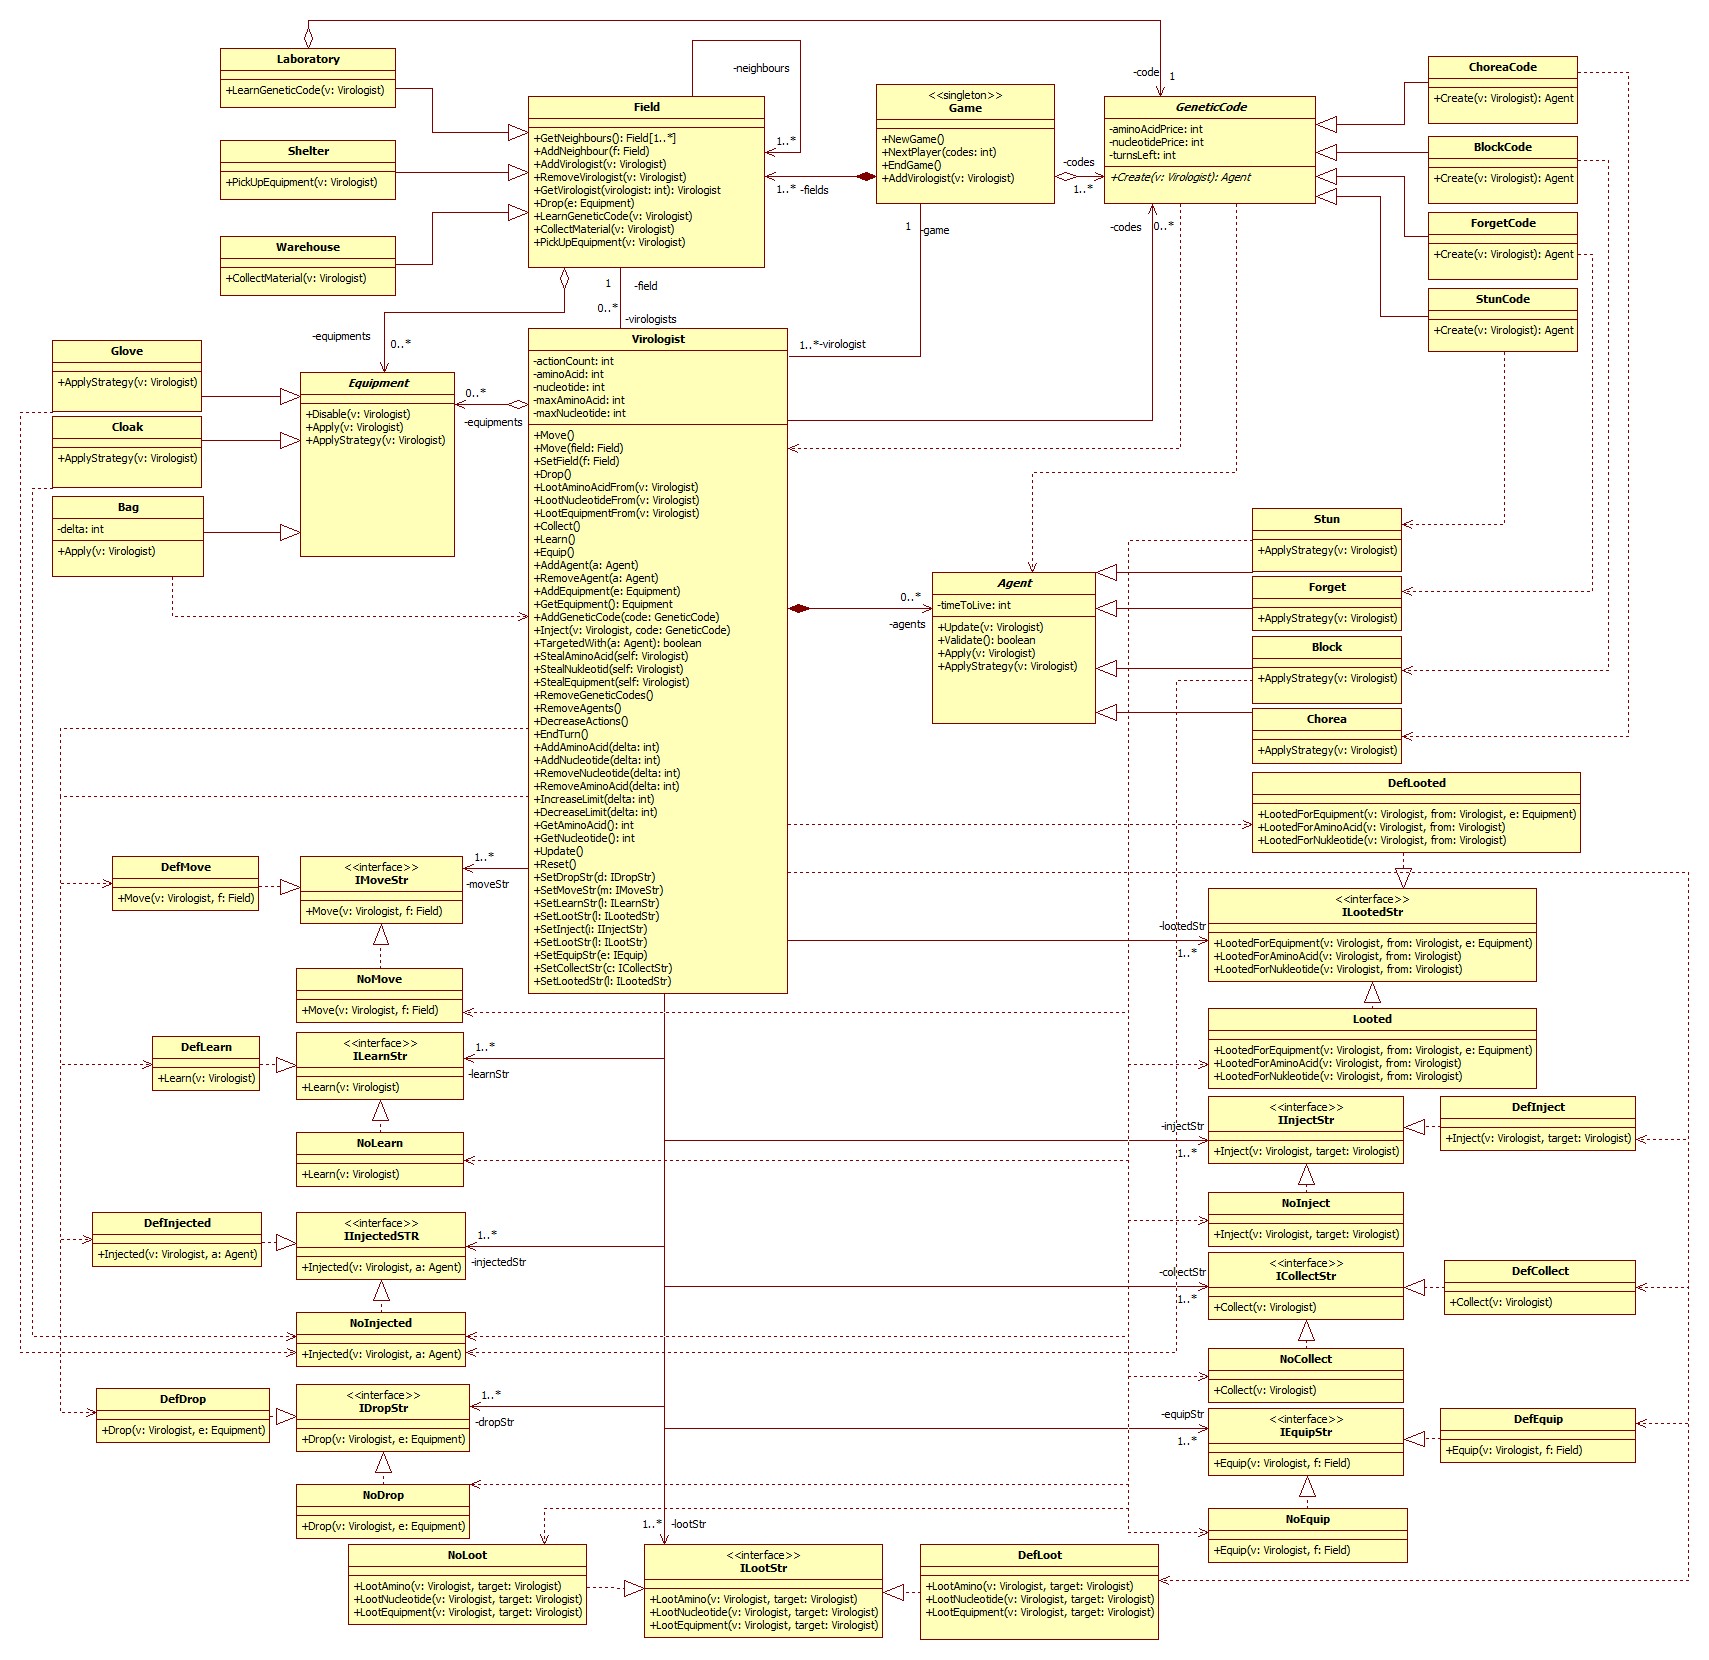 Laboratory
+LearnGeneticCode(v: Virologist)
Shelter
+PickUpEquipment(v: Virologist)
Warehouse
+CollectMaterial(v: Virologist)
-neighbours
1..*
Field
+GetNeighbours(): Field[1..*]
+AddNeighbour(f: Field)
+AddVirologist(v: Virologist)
+RemoveVirologist(v: Virologist)
+GetVirologist(virologist: int): Virologist
+Drop(e: Equipment)
+LearnGeneticCode(v: Virologist)
+CollectMaterial(v: Virologist)
+PickUpEquipment(v: Virologist)
1..*
-fields
<<singleton>>
Game
+NewGame()
+NextPlayer(codes: int)
+EndGame()
+AddVirologist(v: Virologist)
-codes
1..*
-code
1
GeneticCode
-aminoAcidPrice: int
-nucleotidePrice: int
-turnsLeft: int
+Create(v: Virologist): Agent
ChoreaCode
+Create(v: Virologist): Agent
BlockCode
+Create(v: Virologist): Agent
ForgetCode
+Create(v: Virologist): Agent
StunCode
+Create(v: Virologist): Agent
1
-game
-codes
0..*
1
-field
0..*
-virologists
-equipments
0..*
1..*
-virologist
Glove
+ApplyStrategy(v: Virologist)
Cloak
+ApplyStrategy(v: Virologist)
Bag
-delta: int
+Apply(v: Virologist)
Equipment
+Disable(v: Virologist)
+Apply(v: Virologist)
+ApplyStrategy(v: Virologist)
0..*
-equipments
Virologist
-actionCount: int
-aminoAcid: int
-nucleotide: int
-maxAminoAcid: int
-maxNucleotide: int
+Move()
+Move(field: Field)
+SetField(f: Field)
+Drop()
+LootAminoAcidFrom(v: Virologist)
+LootNucleotideFrom(v: Virologist)
+LootEquipmentFrom(v: Virologist)
+Collect()
+Learn()
+Equip()
+AddAgent(a: Agent)
+RemoveAgent(a: Agent)
+AddEquipment(e: Equipment)
+GetEquipment(): Equipment
+AddGeneticCode(code: GeneticCode)
+Inject(v: Virologist, code: GeneticCode)
+TargetedWith(a: Agent): boolean
+StealAminoAcid(self: Virologist)
+StealNukleotid(self: Virologist)
+StealEquipment(self: Virologist)
+RemoveGeneticCodes()
+RemoveAgents()
+DecreaseActions()
+EndTurn()
+AddAminoAcid(delta: int)
+AddNucleotide(delta: int)
+RemoveNucleotide(delta: int)
+RemoveAminoAcid(delta: int)
+IncreaseLimit(delta: int)
+DecreaseLimit(delta: int)
+GetAminoAcid(): int
+GetNucleotide(): int
+Update()
+Reset()
+SetDropStr(d: IDropStr)
+SetMoveStr(m: IMoveStr)
+SetLearnStr(l: ILearnStr)
+SetLootStr(l: ILootedStr)
+SetInject(i: IInjectStr)
+SetLootStr(l: ILootStr)
+SetEquipStr(e: IEquip)
+SetCollectStr(c: ICollectStr)
+SetLootedStr(l: ILootedStr)
0..*
-agents
Agent
-timeToLive: int
+Update(v: Virologist)
+Validate(): boolean
+Apply(v: Virologist)
+ApplyStrategy(v: Virologist)
Stun
+ApplyStrategy(v: Virologist)
Forget
+ApplyStrategy(v: Virologist)
Block
+ApplyStrategy(v: Virologist)
Chorea
+ApplyStrategy(v: Virologist)
DefLooted
+LootedForEquipment(v: Virologist, from: Virologist, e: Equipment)
+LootedForAminoAcid(v: Virologist, from: Virologist)
+LootedForNukleotide(v: Virologist, from: Virologist)
-lootedStr
1..*
<<interface>>
ILootedStr
+LootedForEquipment(v: Virologist, from: Virologist, e: Equipment)
+LootedForAminoAcid(v: Virologist, from: Virologist)
+LootedForNukleotide(v: Virologist, from: Virologist)
Looted
+LootedForEquipment(v: Virologist, from: Virologist, e: Equipment)
+LootedForAminoAcid(v: Virologist, from: Virologist)
+LootedForNukleotide(v: Virologist, from: Virologist)
DefMove
+Move(v: Virologist, f: Field)
<<interface>>
IMoveStr
+Move(v: Virologist, f: Field)
1..*
-moveStr
NoMove
+Move(v: Virologist, f: Field)
DefLearn
+Learn(v: Virologist)
<<interface>>
ILearnStr
+Learn(v: Virologist)
1..*
-learnStr
NoLearn
+Learn(v: Virologist)
-injectStr
1..*
<<interface>>
IInjectStr
+Inject(v: Virologist, target: Virologist)
DefInject
+Inject(v: Virologist, target: Virologist)
NoInject
+Inject(v: Virologist, target: Virologist)
DefInjected
+Injected(v: Virologist, a: Agent)
<<interface>>
IInjectedSTR
+Injected(v: Virologist, a: Agent)
1..*
-injectedStr
NoInjected
+Injected(v: Virologist, a: Agent)
-colectStr
1..*
<<interface>>
ICollectStr
+Collect(v: Virologist)
DefCollect
+Collect(v: Virologist)
NoCollect
+Collect(v: Virologist)
DefDrop
+Drop(v: Virologist, e: Equipment)
<<interface>>
IDropStr
+Drop(v: Virologist, e: Equipment)
1..*
-dropStr
NoDrop
+Drop(v: Virologist, e: Equipment)
-equipStr
1..*
<<interface>>
IEquipStr
+Equip(v: Virologist, f: Field)
DefEquip
+Equip(v: Virologist, f: Field)
NoEquip
+Equip(v: Virologist, f: Field)
1..*
-lootStr
NoLoot
+LootAmino(v: Virologist, target: Virologist)
+LootNucleotide(v: Virologist, target: Virologist)
+LootEquipment(v: Virologist, target: Virologist)
<<interface>>
ILootStr
+LootAmino(v: Virologist, target: Virologist)
+LootNucleotide(v: Virologist, target: Virologist)
+LootEquipment(v: Virologist, target: Virologist)
DefLoot
+LootAmino(v: Virologist, target: Virologist)
+LootNucleotide(v: Virologist, target: Virologist)
+LootEquipment(v: Virologist, target: Virologist)